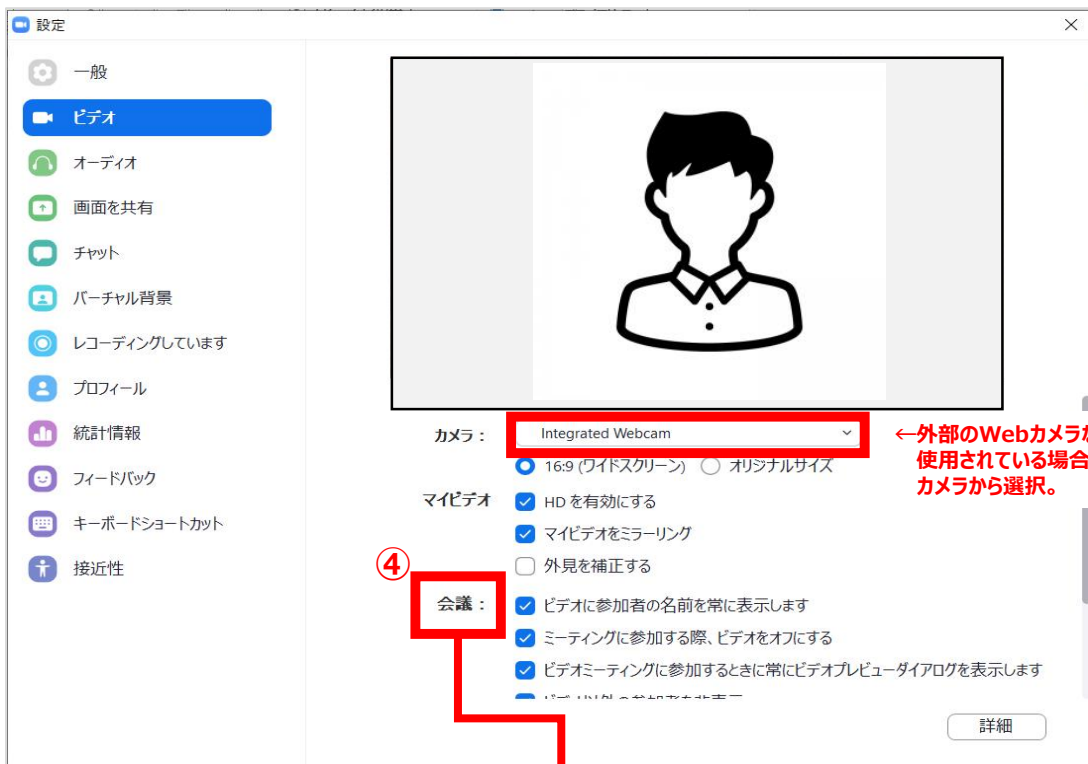 設定
一般
ビデオ
オーディオ
画面を共有
チャット
バーチャル背景
レコーディングしています
プロフィール
統計情報
フィードバック
キーボードショートカット
接近性
カメラ： Integrated Webcam
←外部のWebカメラ
使用されている場合
カメラから選択。
16:9 (ワイドスクリーン) オリジナルサイズ
マイビデオ HD を有効にする
マイビデオをミラーリング
外見を補正する
④
会議： ビデオに参加者の名前を常に表示します
ミーティングに参加する際、ビデオをオフにする
ビデオミーティングに参加するときに常にビデオプレビューダイアログを表示します
詳細